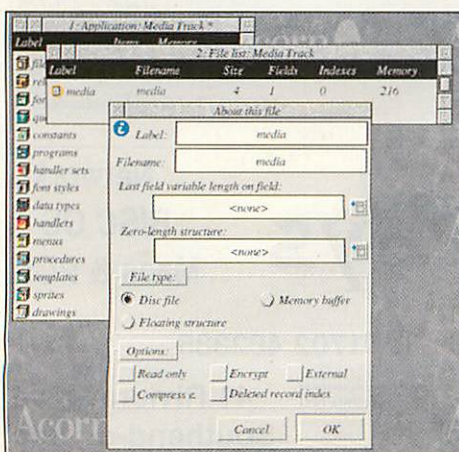 1: Application: Media Track *
Label Items Memory
2: File list: Media Track
Label Filename Size Fields Indexes Memory
media media 4 1 0 216
constants
programs
handler sets
font styles
data types
handlers
menus
procedures
templates
sprites
drawings
About this file
Label: media
Filename: media
Last field variable length on field:
<none>
Zero-length structure:
<none>
File type:
Disc file Memory buffer
Floating structure
Options:
Read only Encrypt External
Compress c. Deleted record index
Cancel OK
Acorn